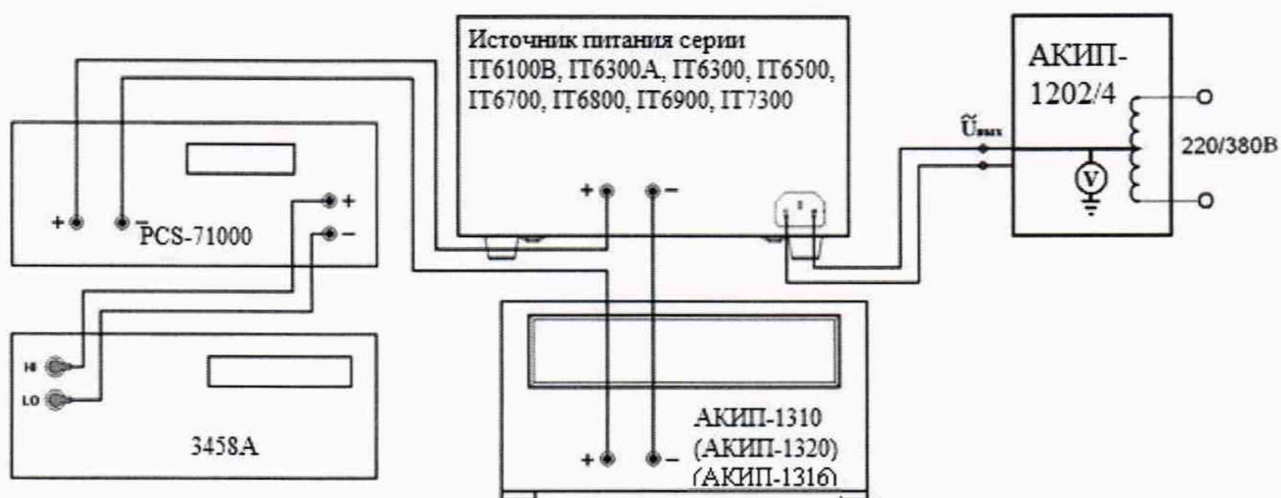 Источник питания серии
IT6100B, IT6300A, IT6300, IT6500,
IT6700, IT6800, IT6900, IT7300
+ −
АКИП-
1202/4
Ũвых
220/380В
V
+ −
PCS-71000
+
−
HI
LO
3458A
АКИП-1310
(АКИП-1320)
(АКИП-1316)
+ −